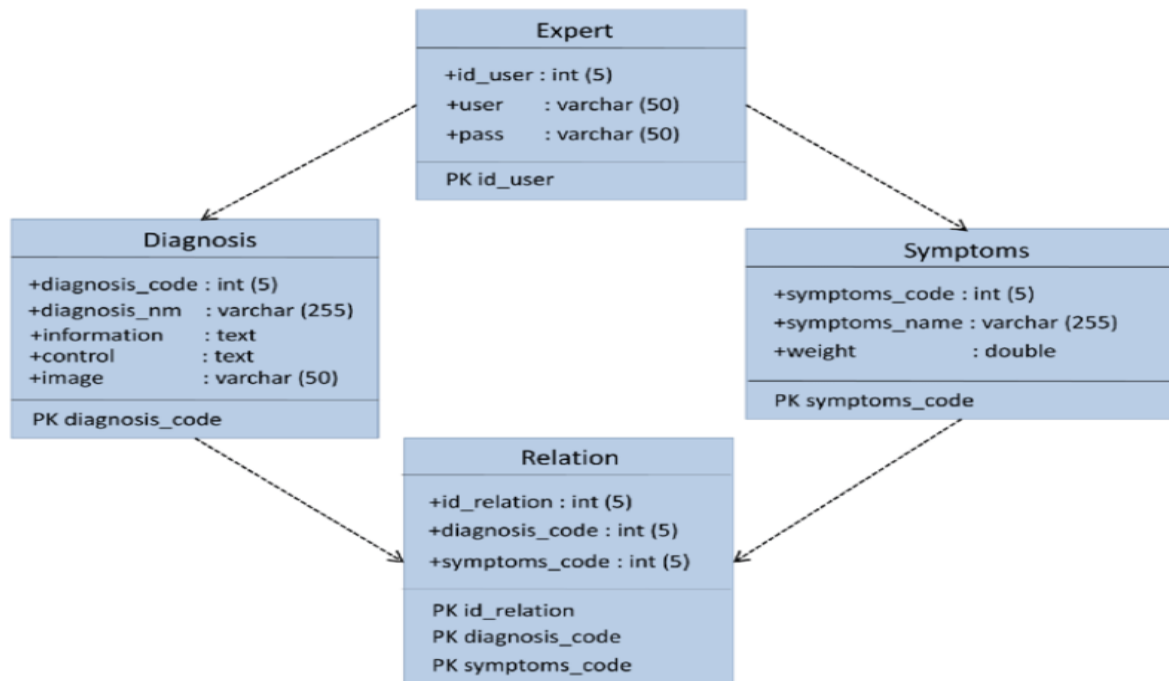 Expert
+id_user : int (5)
+user : varchar (50)
+pass : varchar (50)
PK id_user
Diagnosis
+diagnosis_code : int (5)
+diagnosis_nm : varchar (255)
+information : text
+control : text
+image : varchar (50)
PK diagnosis_code
Symptoms
+symptoms_code : int (5)
+symptoms_name : varchar (255)
+weight : double
PK symptoms_code
Relation
+id_relation : int (5)
+diagnosis_code : int (5)
+symptoms_code : int (5)
PK id_relation
PK diagnosis_code
PK symptoms_code